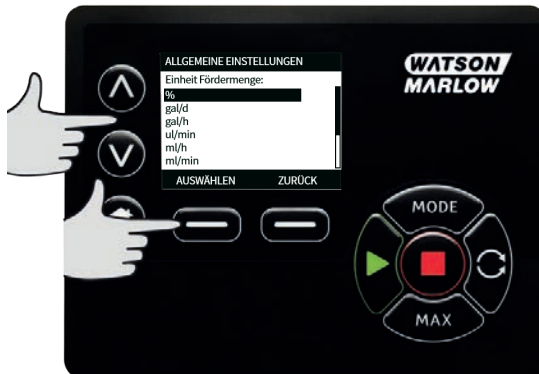 ALLGEMEINE EINSTELLUNGEN
Einheit Fördermenge:
%
gal/d
gal/h
ul/min
ml/h
ml/min
AUSWÄHLEN ZURÜCK
WATSON
MARLOW
MODE
MAX